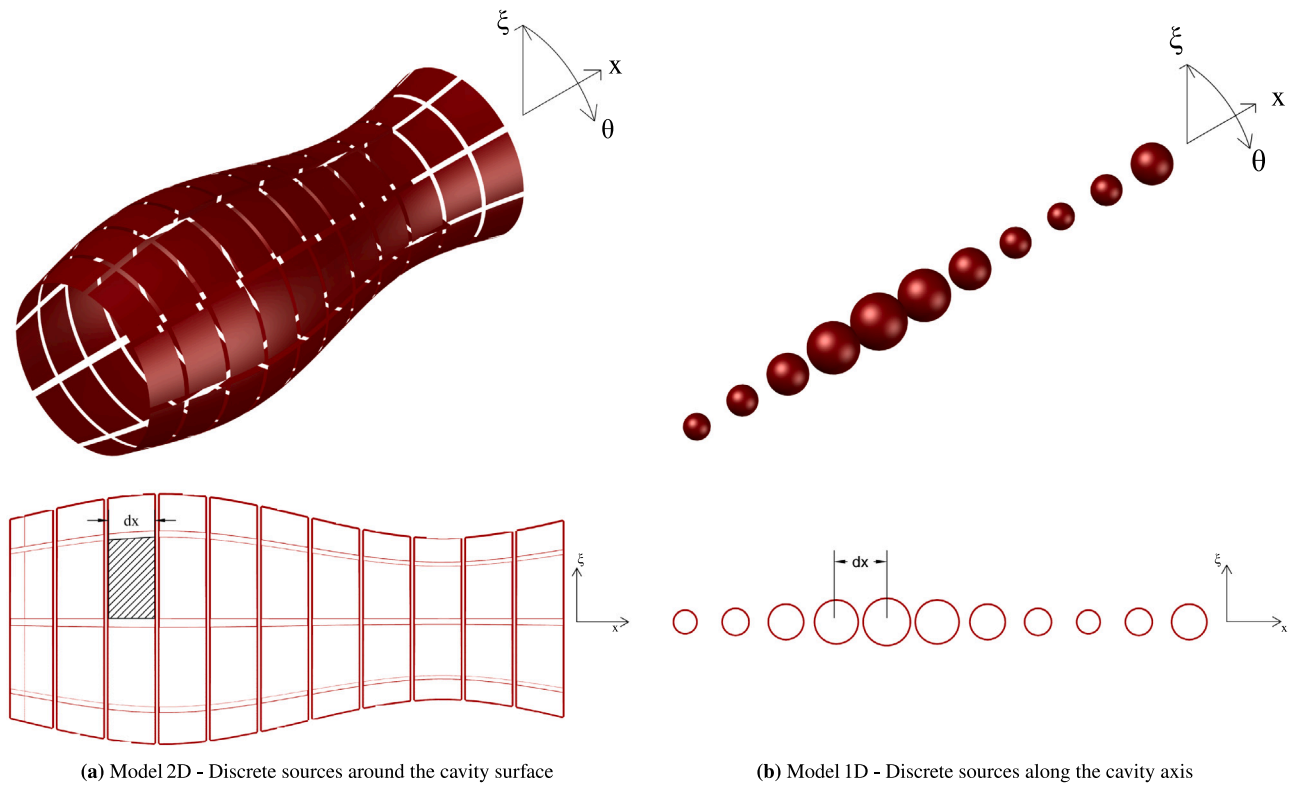 ξ
x
θ
ξ
x
θ
dx
ξ
x
dx
ξ
x
(a) Model 2D - Discrete sources around the cavity surface
(b) Model 1D - Discrete sources along the cavity axis